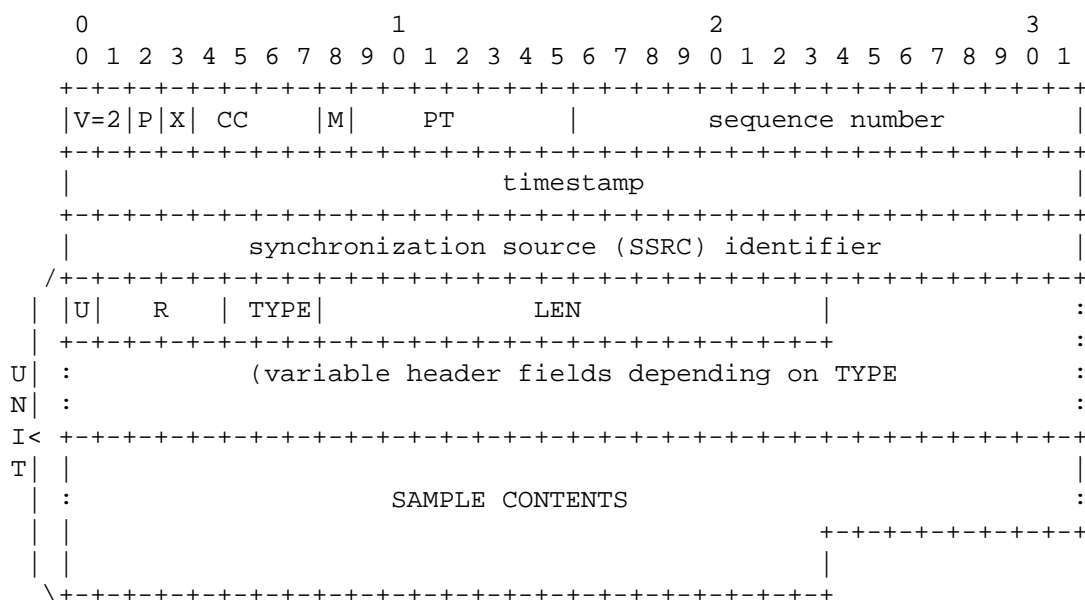 0                   1                   2                   3
 0 1 2 3 4 5 6 7 8 9 0 1 2 3 4 5 6 7 8 9 0 1 2 3 4 5 6 7 8 9 0 1
+-+-+-+-+-+-+-+-+-+-+-+-+-+-+-+-+-+-+-+-+-+-+-+-+-+-+-+-+-+-+-+-+
|V=2|P|X| CC    |M|    PT       |        sequence number        |
+-+-+-+-+-+-+-+-+-+-+-+-+-+-+-+-+-+-+-+-+-+-+-+-+-+-+-+-+-+-+-+-+
|                           timestamp                           |
+-+-+-+-+-+-+-+-+-+-+-+-+-+-+-+-+-+-+-+-+-+-+-+-+-+-+-+-+-+-+-+-+
|           synchronization source (SSRC) identifier            |
/+-+-+-+-+-+-+-+-+-+-+-+-+-+-+-+-+-+-+-+-+-+-+-+-+-+-+-+-+-+-+-+-+
| |U|   R   | TYPE|             LEN               |               :
| +-+-+-+-+-+-+-+-+-+-+-+-+-+-+-+-+-+-+-+-+-+-+-+-+               :
U| :           (variable header fields depending on TYPE           :
N| :                                                               :
I< +-+-+-+-+-+-+-+-+-+-+-+-+-+-+-+-+-+-+-+-+-+-+-+-+-+-+-+-+-+-+-+-+
T| |                                                               |
| :                    SAMPLE CONTENTS                            :
| |                                               +-+-+-+-+-+-+-+-+
| |                                               |
\+-+-+-+-+-+-+-+-+-+-+-+-+-+-+-+-+-+-+-+-+-+-+-+-+